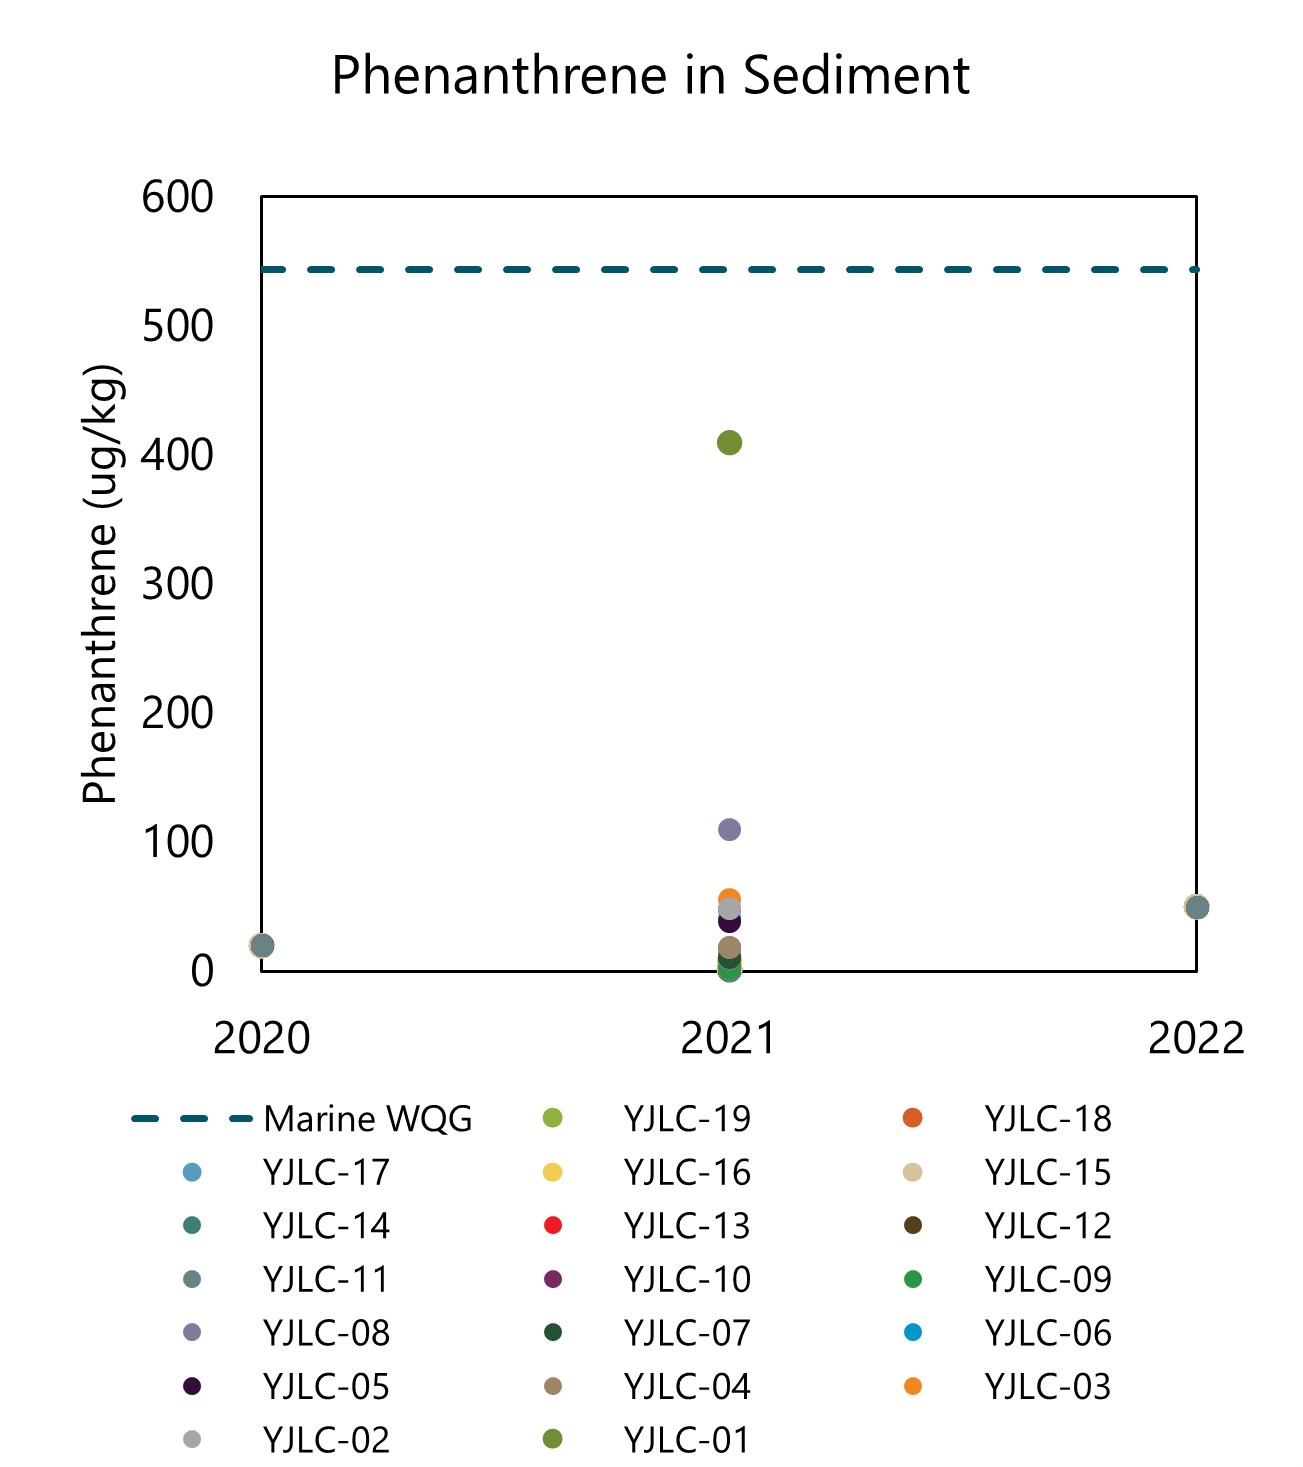 Phenanthrene in Sediment
Phenanthrene (ug/kg)
600
500
400
300
200
100
0
2020 2021 2022
Marine WQG YJLC-19 YJLC-18
YJLC-17 YJLC-16 YJLC-15
YJLC-14 YJLC-13 YJLC-12
YJLC-11 YJLC-10 YJLC-09
YJLC-08 YJLC-07 YJLC-06
YJLC-05 YJLC-04 YJLC-03
YJLC-02 YJLC-01